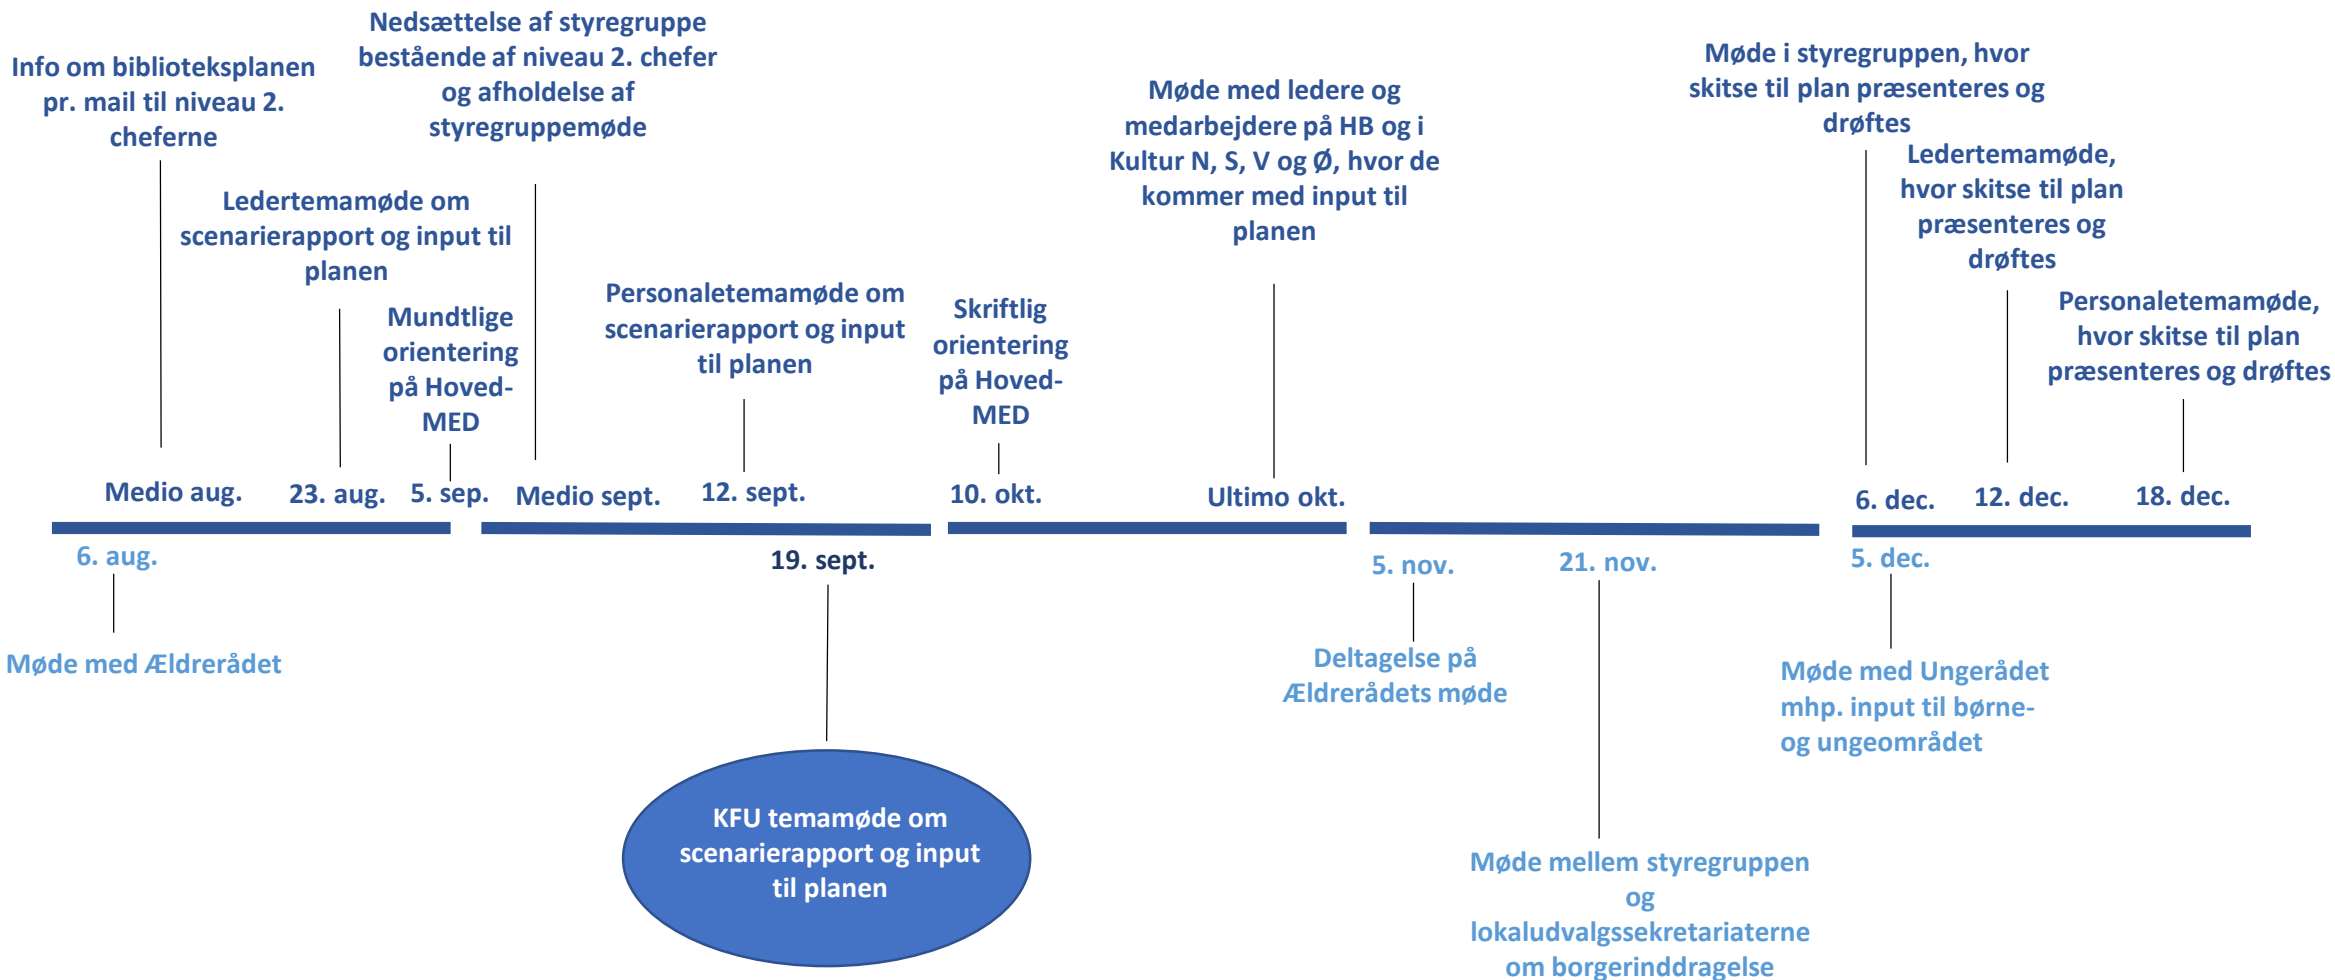 Info om biblioteksplanen
pr. mail til niveau 2.
cheferne
Nedsættelse af styregruppe
bestående af niveau 2. chefer
og afholdelse af
styregruppemøde
Ledertemamøde om
scenarierapport og input til
planen
Mundtlige
orientering
på Hoved-
MED
Personaletemamøde om
scenarierapport og input
til planen
Skriftlig
orientering
på Hoved-
MED
Møde med ledere og
medarbejdere på HB og i
Kultur N, S, V og Ø, hvor de
kommer med input til
planen
Møde i styregruppen, hvor
skitse til plan præsenteres og
drøftes
Ledertemamøde,
hvor skitse til plan
præsenteres og
drøftes
Personaletemamøde,
hvor skitse til plan
præsenteres og drøftes
Medio aug.
23. aug.
5. sep.
Medio sept.
12. sept.
10. okt.
Ultimo okt.
6. dec.
12. dec.
18. dec.
6. aug.
19. sept.
5. nov.
21. nov.
5. dec.
Møde med Ældrerådet
KFU temamøde om
scenarierapport og input
til planen
Deltagelse på
Ældrerådets møde
Møde mellem styregruppen
og
lokaludvalgssekretariaterne
om borgerinddragelse
Møde med Ungerådet
mhp. input til børne-
og ungeområdet